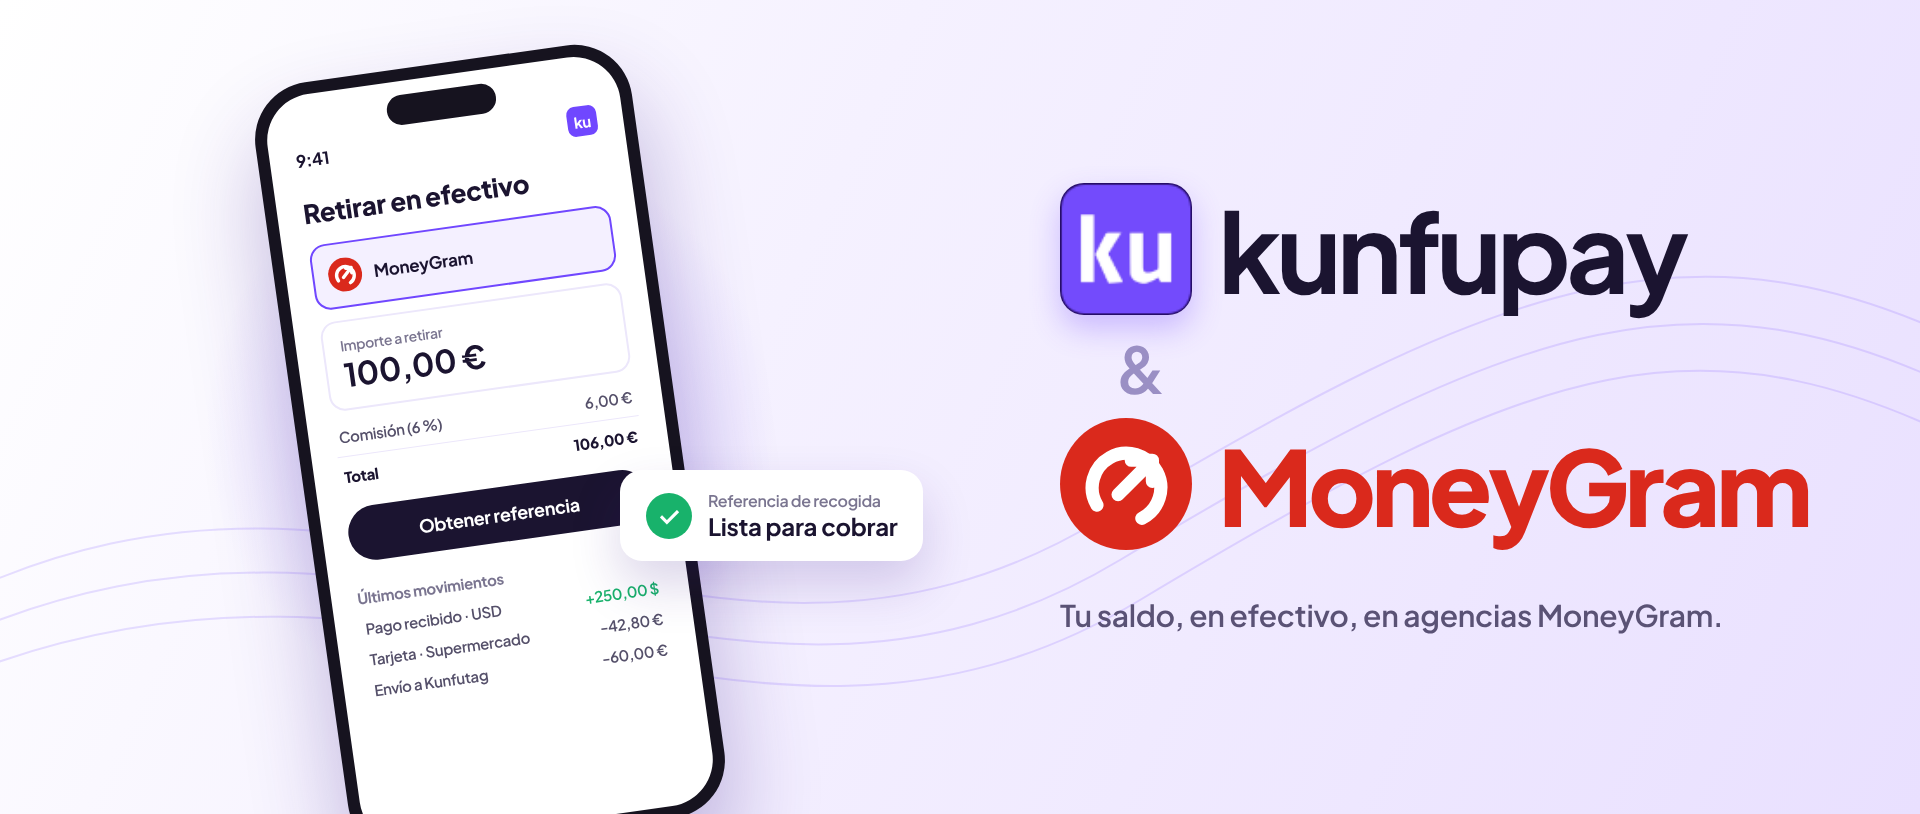 9:41
ku
Retirar en efectivo
MoneyGram
Importe a retirar
100,00 €
Comisión (6 %) 6,00 €
Total 106,00 €
Obtener referencia
Referencia de recogida
Lista para cobrar
Últimos movimientos
Pago recibido · USD +250,00 $
Tarjeta · Supermercado -42,80 €
Envío a Kunfutag -60,00 €
ku kunfupay
&
MoneyGram
Tu saldo, en efectivo, en agencias MoneyGram.